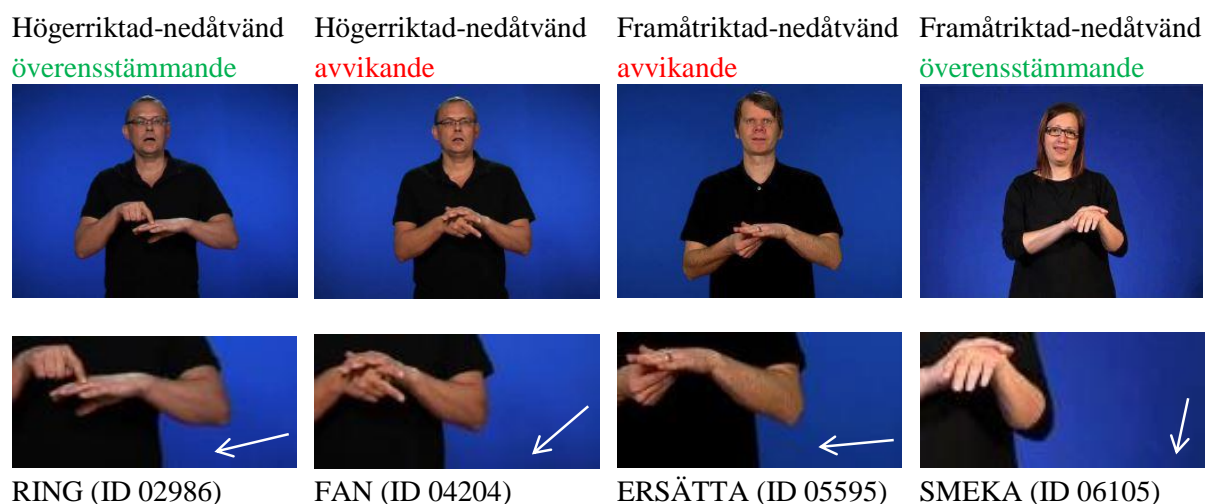 Högerriktad-nedåtvänd Högerriktad-nedåtvänd Framåtriktad-nedåtvänd Framåtriktad-nedåtvänd
överensstämmande avvikande avvikande överensstämmande
RING (ID 02986) FAN (ID 04204) ERSÄTTA (ID 05595) SMEKA (ID 06105)